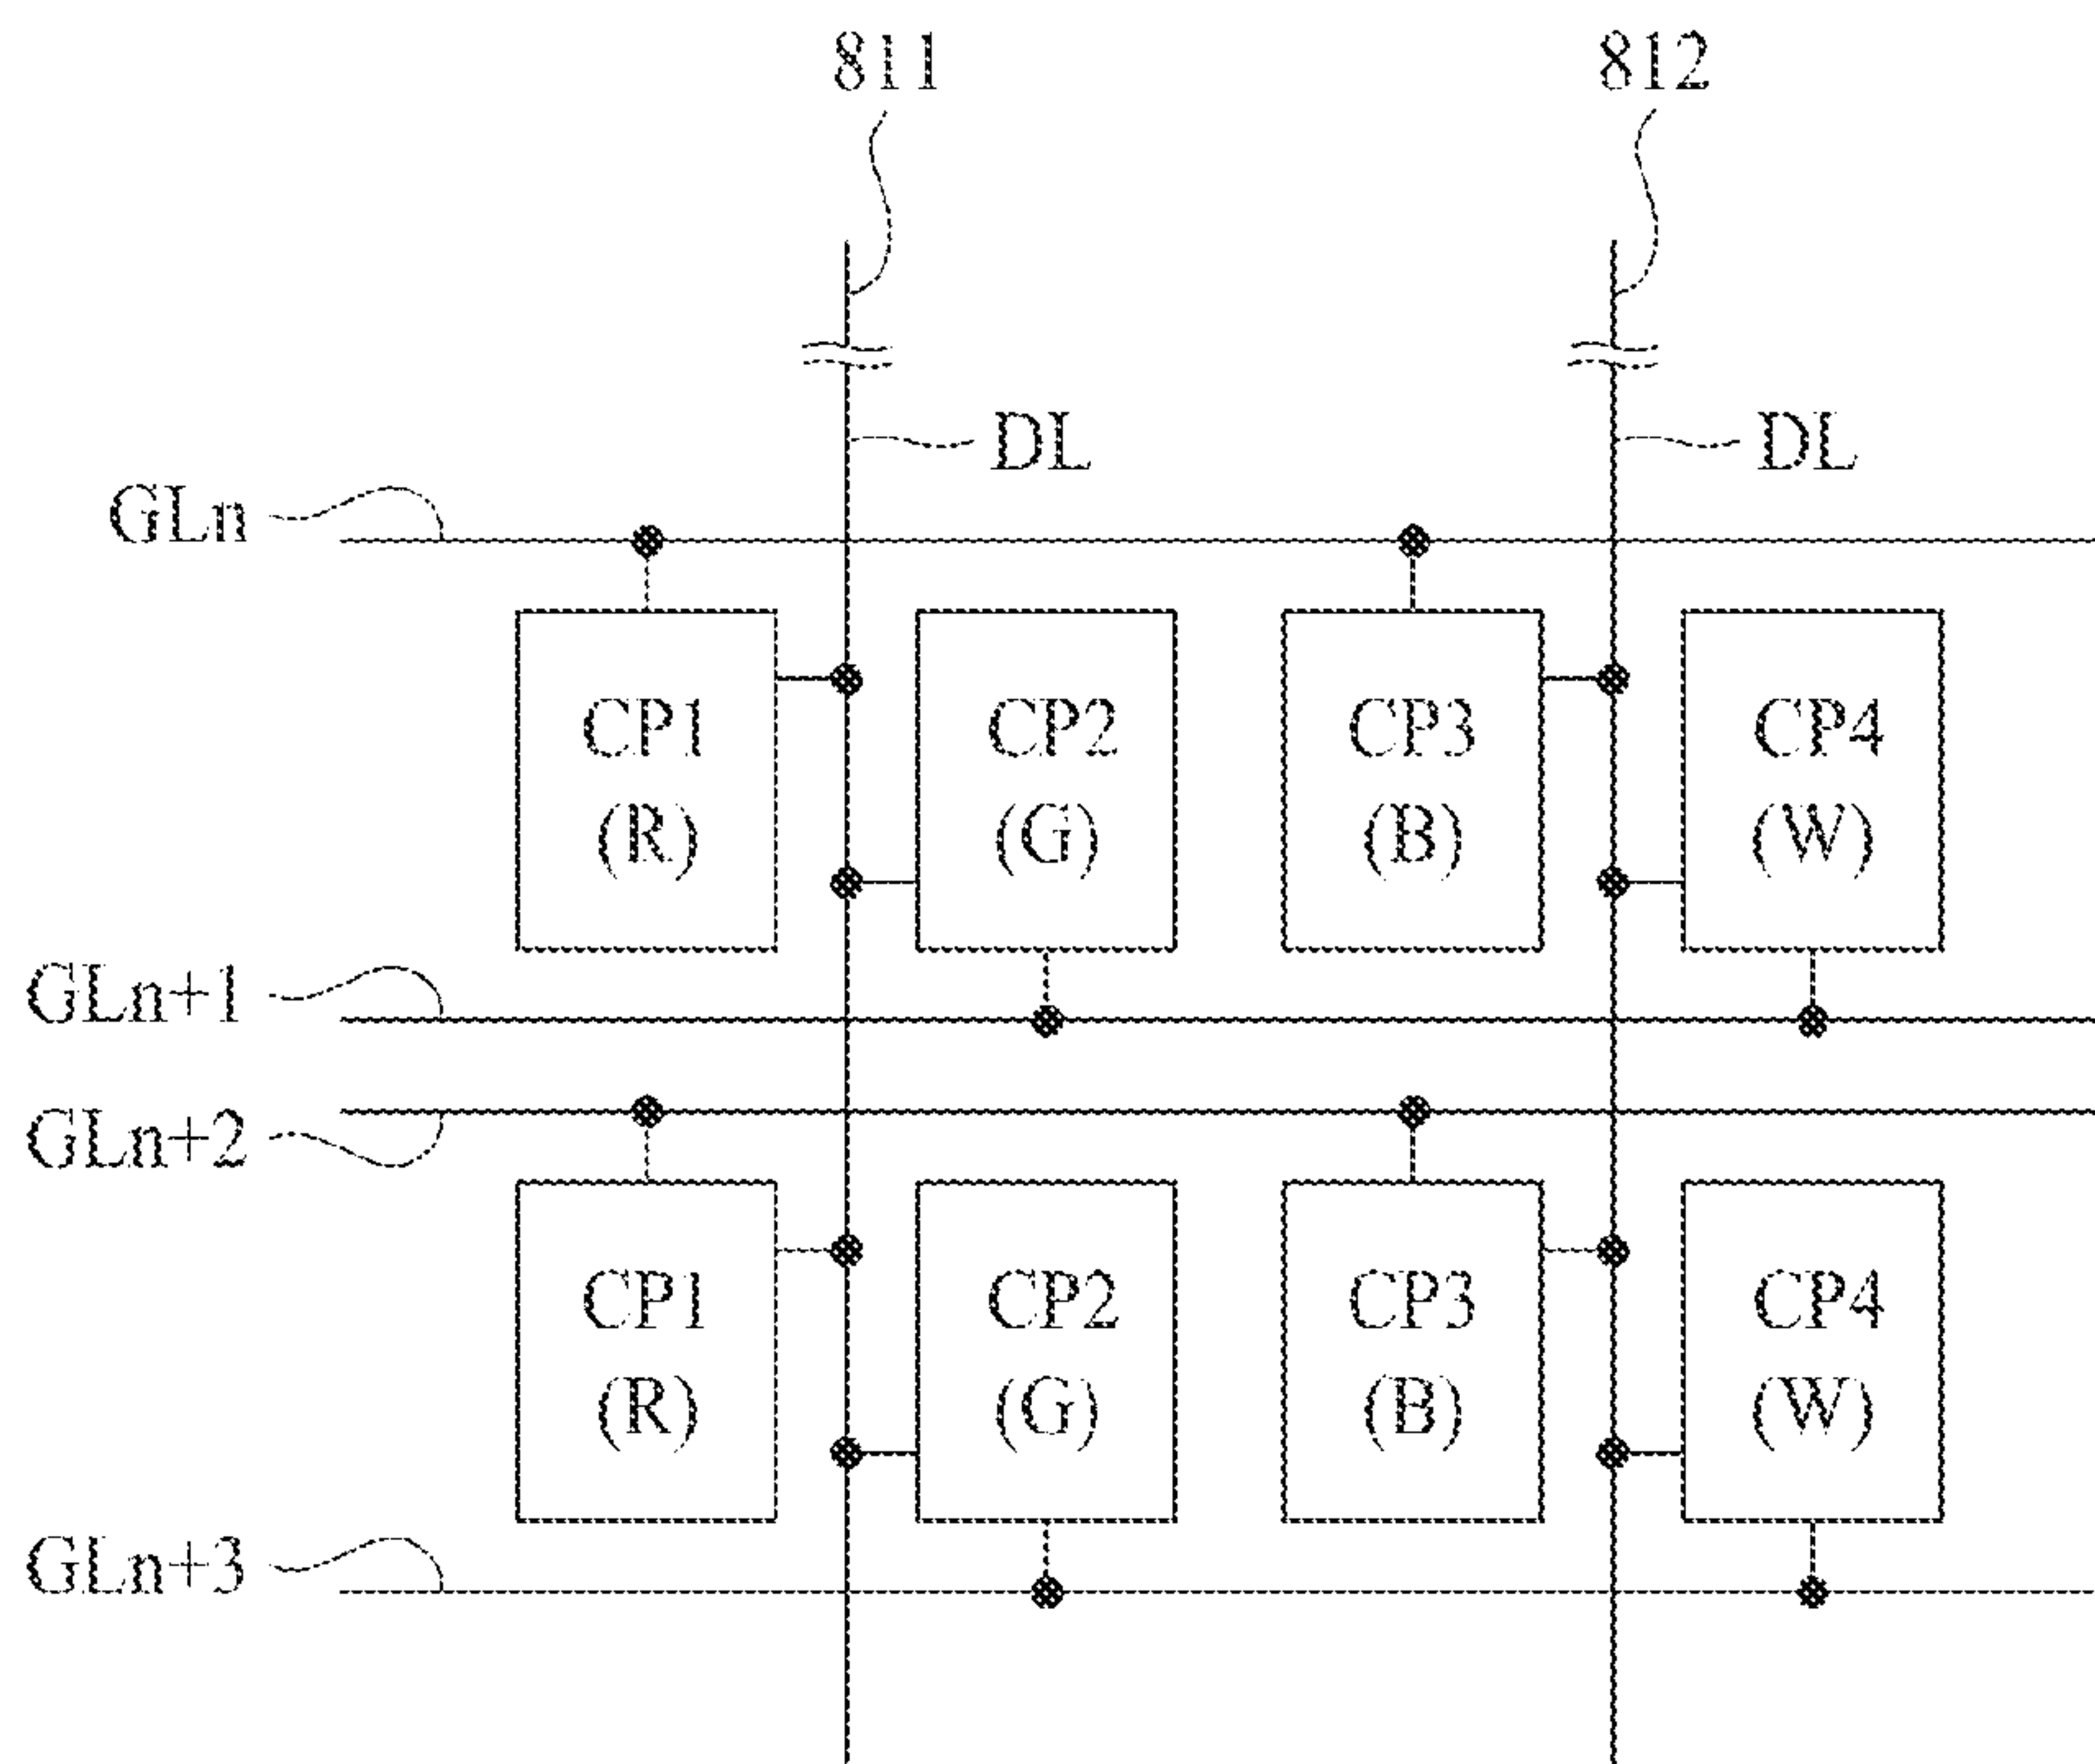 811 812
DL DL
GLn
CP1 CP2 CP3 CP4
(R) (G) (B) (W)
GLn+1
GLn+2
CP1 CP2 CP3 CP4
(R) (G) (B) (W)
GLn+3